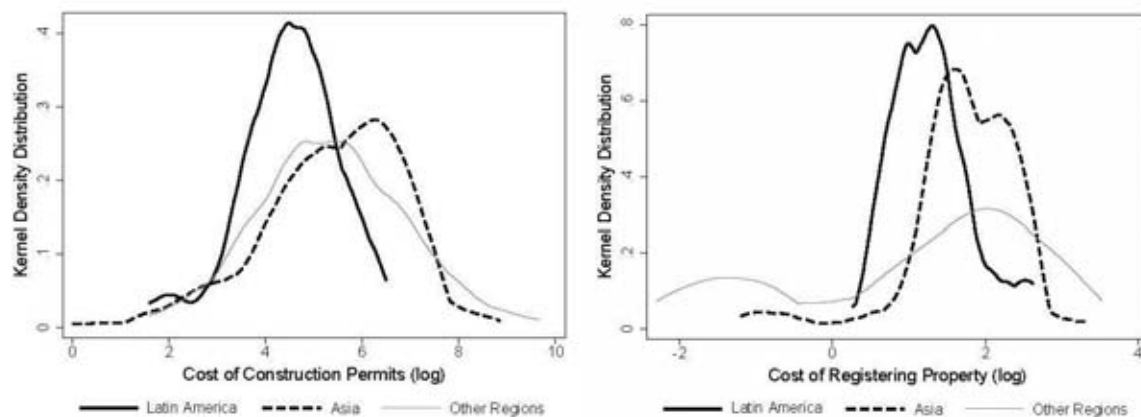 Kernel Density Distribution
.4
.3
.2
.1
0
0 2 4 6 8 10
Cost of Construction Permits (log)
Latin America Asia Other Regions
Kernel Density Distribution
.8
.6
.4
.2
0
-2 0 2 4
Cost of Registering Property (log)
Latin America Asia Other Regions